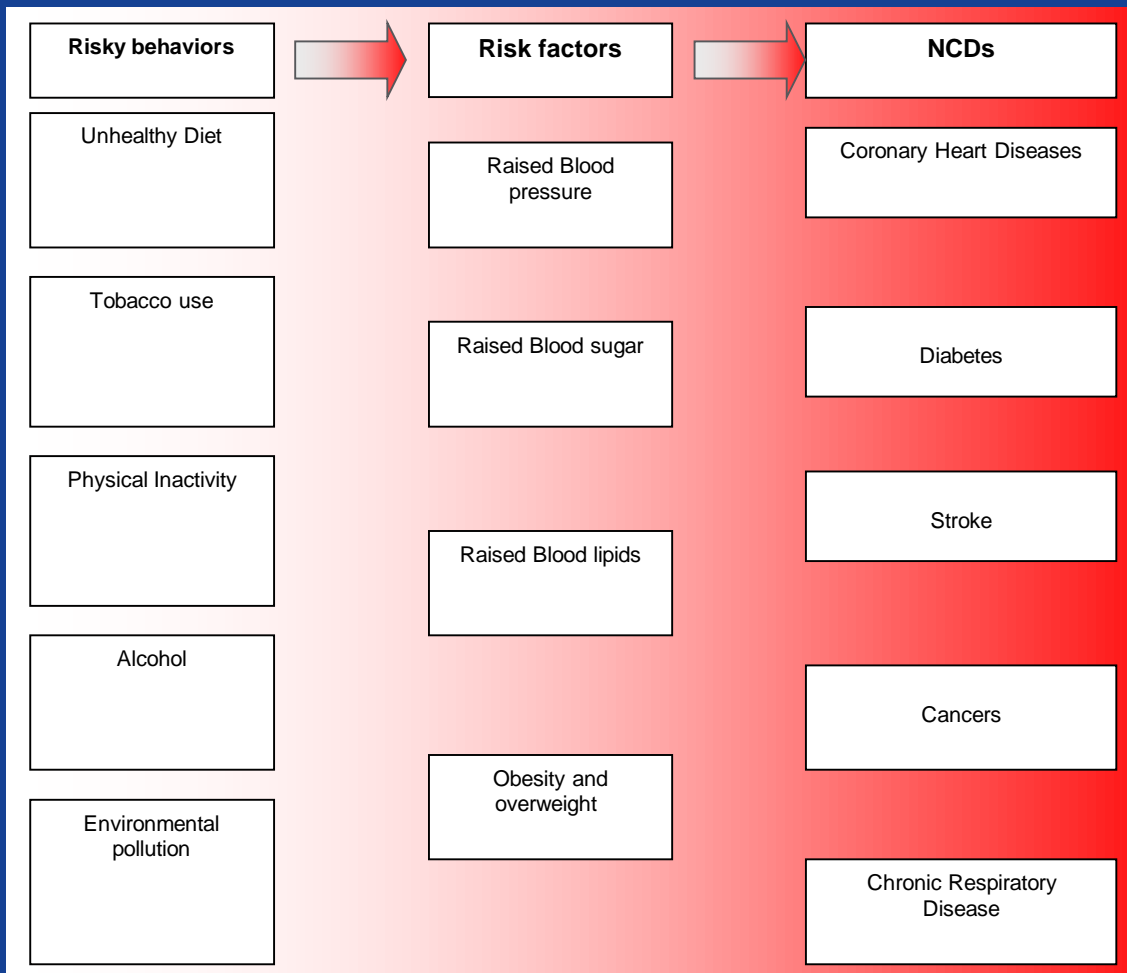 Risky behaviors
Risk factors
NCDs
Unhealthy Diet
Tobacco use
Physical Inactivity
Alcohol
Environmental
pollution
Raised Blood
pressure
Raised Blood sugar
Raised Blood lipids
Obesity and
overweight
Coronary Heart Diseases
Diabetes
Stroke
Cancers
Chronic Respiratory
Disease